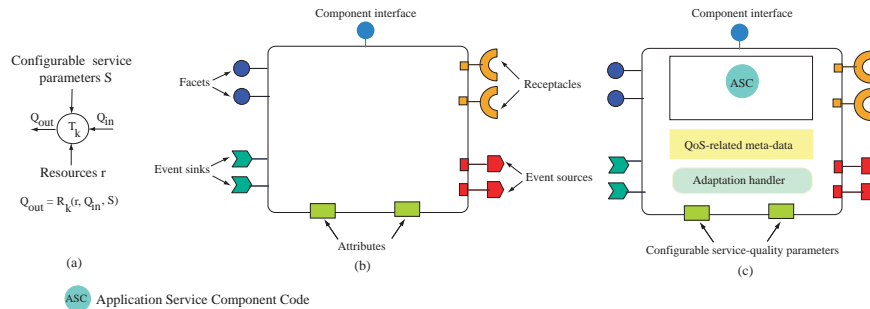 Component interface
Component interface
(a)
Configurable service
parameters S
Q_out
T_k
Q_in
Resources r
Q_out = R_k(r, Q_in, S)
(a)
Facets
Receptacles
Event sinks
Event sources
Attributes
(b)
ASC
QoS-related meta-data
Adaptation handler
Configurable service-quality parameters
(c)
ASC Application Service Component Code